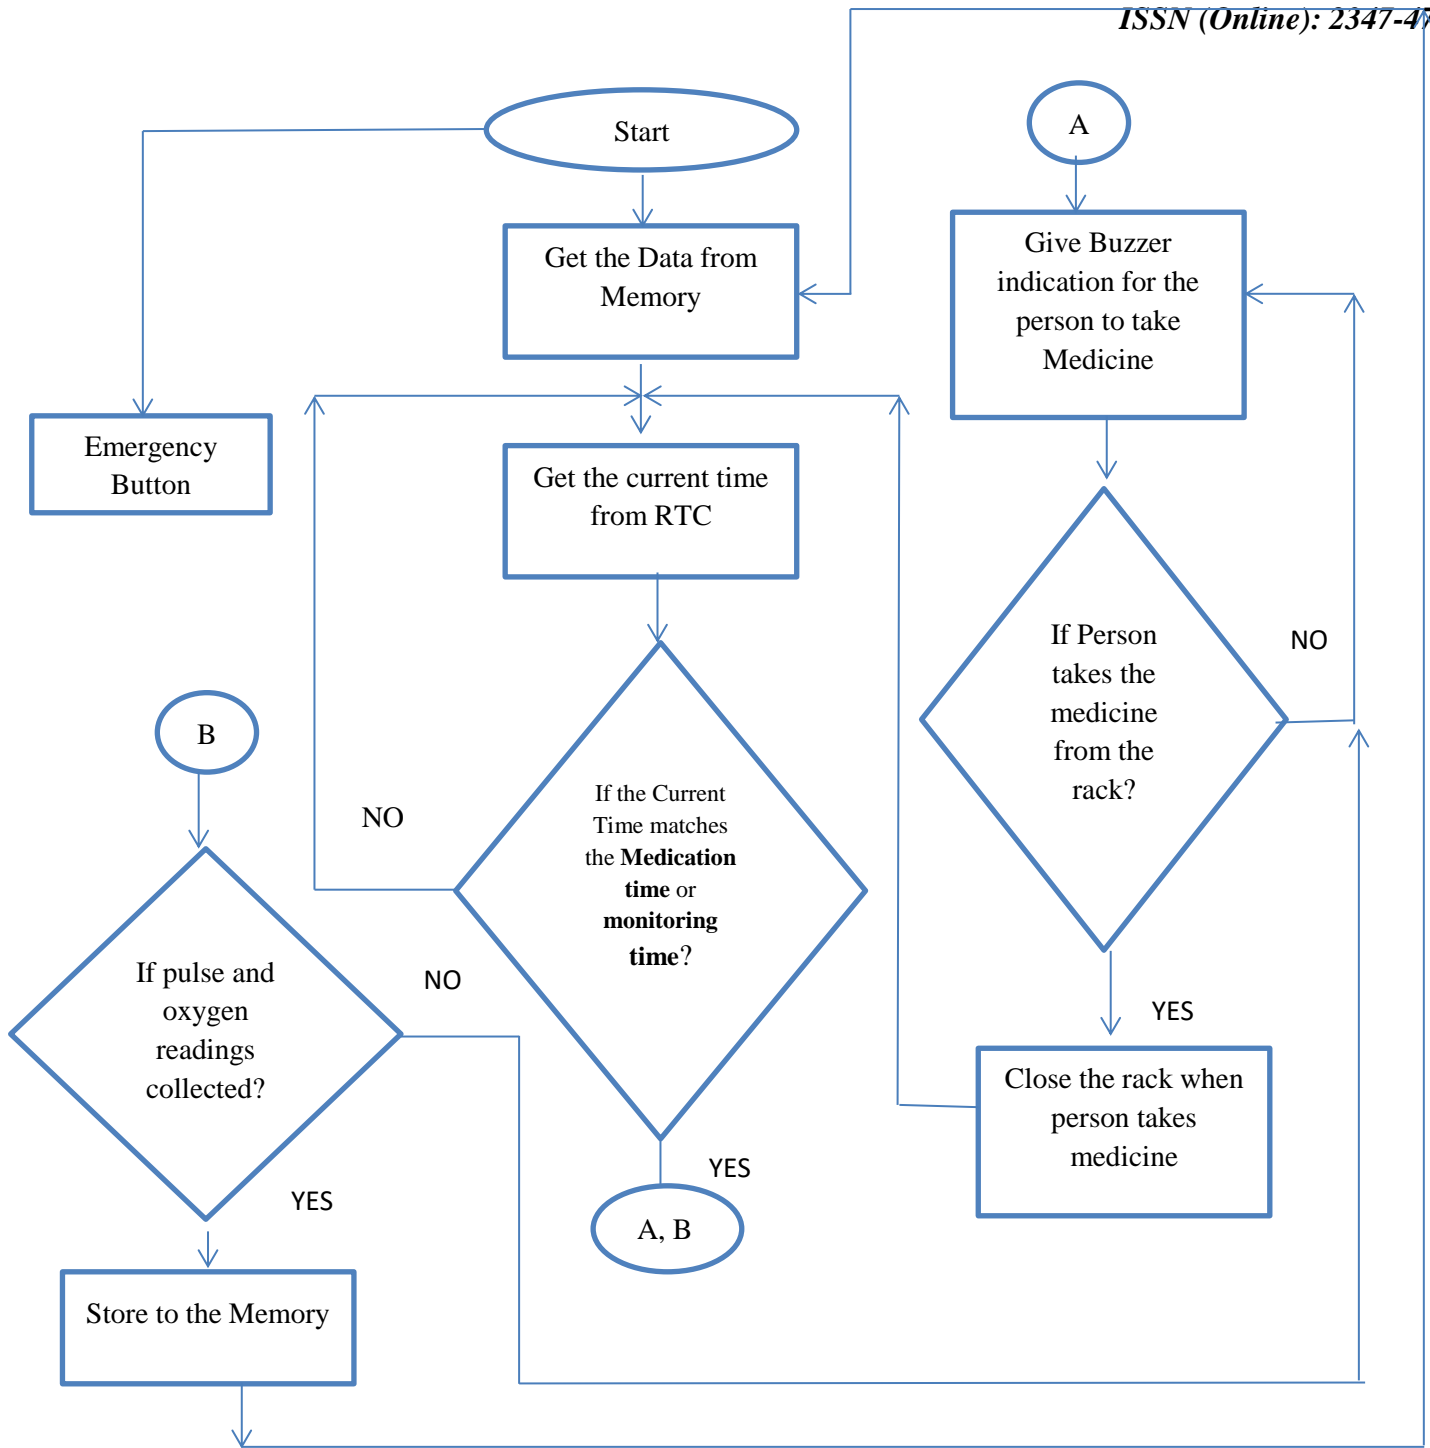 ISSN (Online): 2347-47
Start
A
Get the Data from
Memory
Give Buzzer
indication for the
person to take
Medicine
Emergency
Button
Get the current time
from RTC
If Person
takes the
medicine
from the
rack?
NO
B
NO
If the Current
Time matches
the Medication
time or
monitoring
time?
If pulse and
oxygen
readings
collected?
NO
YES
Close the rack when
person takes
medicine
YES
YES
A, B
Store to the Memory